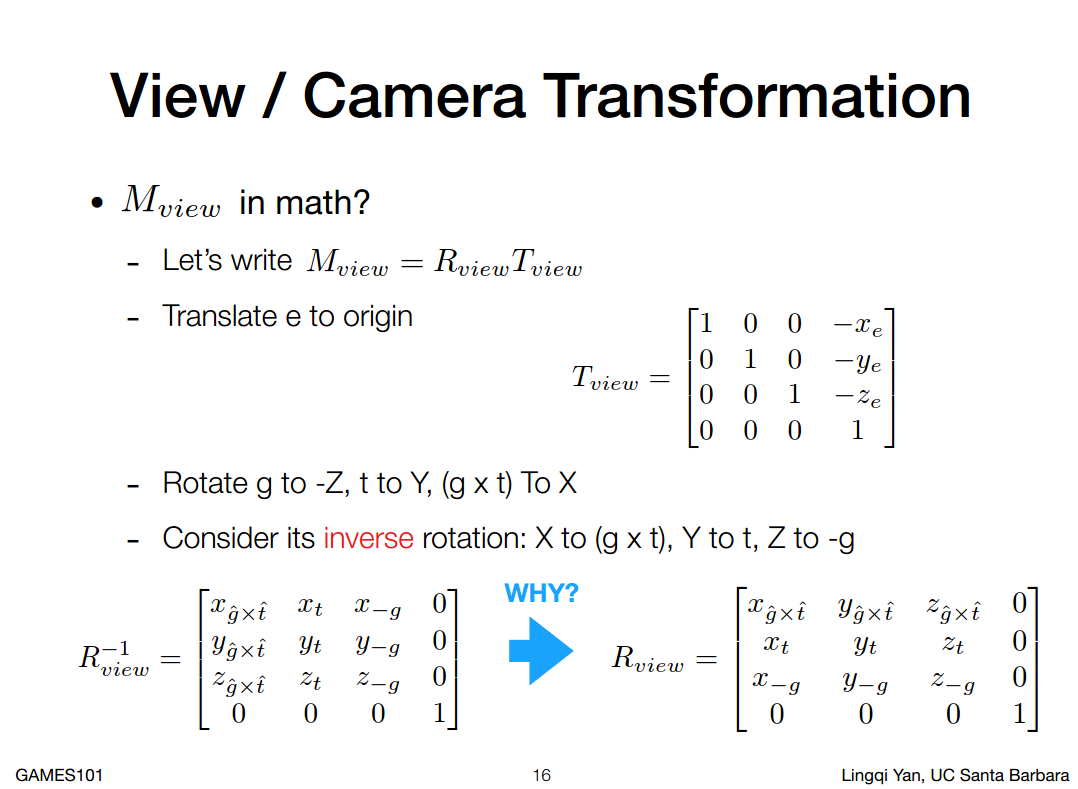 View / Camera Transformation
• $M_{view}$ in math?
- Let’s write $M_{view} = R_{view}T_{view}$
- Translate e to origin
$T_{view} = \begin{bmatrix} 1 & 0 & 0 & -x_e \\ 0 & 1 & 0 & -y_e \\ 0 & 0 & 1 & -z_e \\ 0 & 0 & 0 & 1 \end{bmatrix}$
- Rotate g to -Z, t to Y, (g x t) To X
- Consider its inverse rotation: X to (g x t), Y to t, Z to -g
$R_{view}^{-1} = \begin{bmatrix} x_{\hat{g}\times\hat{t}} & x_t & x_{-g} & 0 \\ y_{\hat{g}\times\hat{t}} & y_t & y_{-g} & 0 \\ z_{\hat{g}\times\hat{t}} & z_t & z_{-g} & 0 \\ 0 & 0 & 0 & 1 \end{bmatrix}$
WHY?
$R_{view} = \begin{bmatrix} x_{\hat{g}\times\hat{t}} & y_{\hat{g}\times\hat{t}} & z_{\hat{g}\times\hat{t}} & 0 \\ x_t & y_t & z_t & 0 \\ x_{-g} & y_{-g} & z_{-g} & 0 \\ 0 & 0 & 0 & 1 \end{bmatrix}$
GAMES101
16
Lingqi Yan, UC Santa Barbara